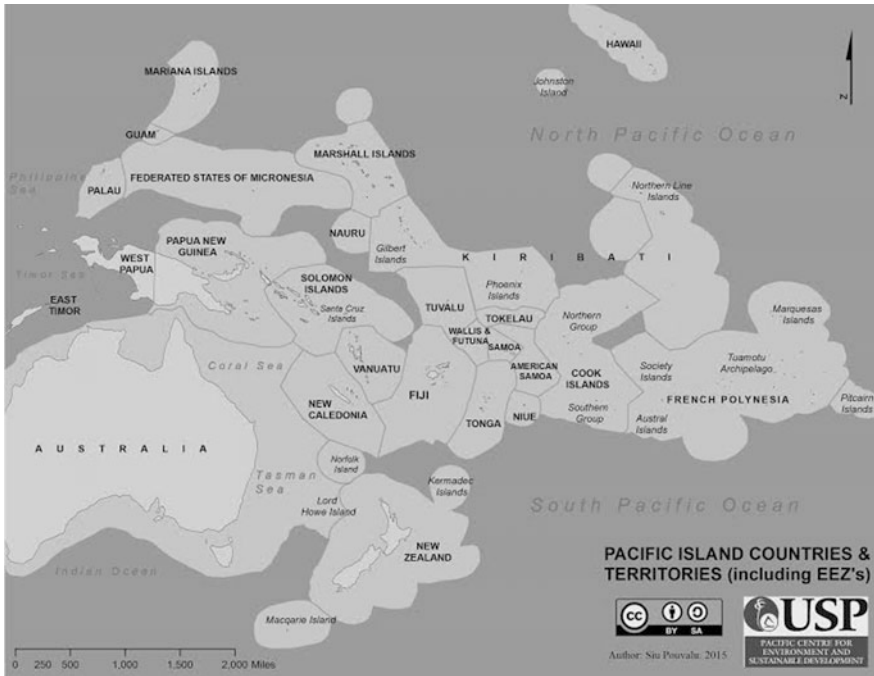 HAWAII
MARIANA ISLANDS
Johnston
Island
N
North Pacific Ocean
GUAM
MARSHALL ISLANDS
Philippine
Sea
FEDERATED STATES OF MICRONESIA
PALAU
Northern Line
Islands
NAURU
PAPUA NEW
GUINEA
Gilbert
Islands
WEST
PAPUA
K I R I B A T I
Timor Sea
SOLOMON
ISLANDS
Phoenix
Islands
EAST
TIMOR
Santa Cruz
Islands
TUVALU
TOKELAU
Northern
Group
Marquesas
Islands
WALLIS &
FUTUNA
SAMOA
Coral Sea
VANUATU
AMERICAN
SAMOA
COOK
ISLANDS
Society
Islands
Tuamotu
Archipelago
FIJI
NEW
CALEDONIA
Southern
Group
FRENCH POLYNESIA
Pitcairn
Islands
TONGA
NIUE
Austral
Islands
A U S T R A L I A
Norfolk
Island
Tasman
Sea
Kermadec
Islands
Lord
Howe Island
South Pacific Ocean
NEW
ZEALAND
Indian Ocean
PACIFIC ISLAND COUNTRIES &
TERRITORIES (including EEZ's)
Macqarie Island
cc
BY SA
USP
PACIFIC CENTRE FOR
ENVIRONMENT AND
SUSTAINABLE DEVELOPMENT
Author: Siu Pouvalu. 2015
0 250 500 1,000 1,500 2,000 Miles